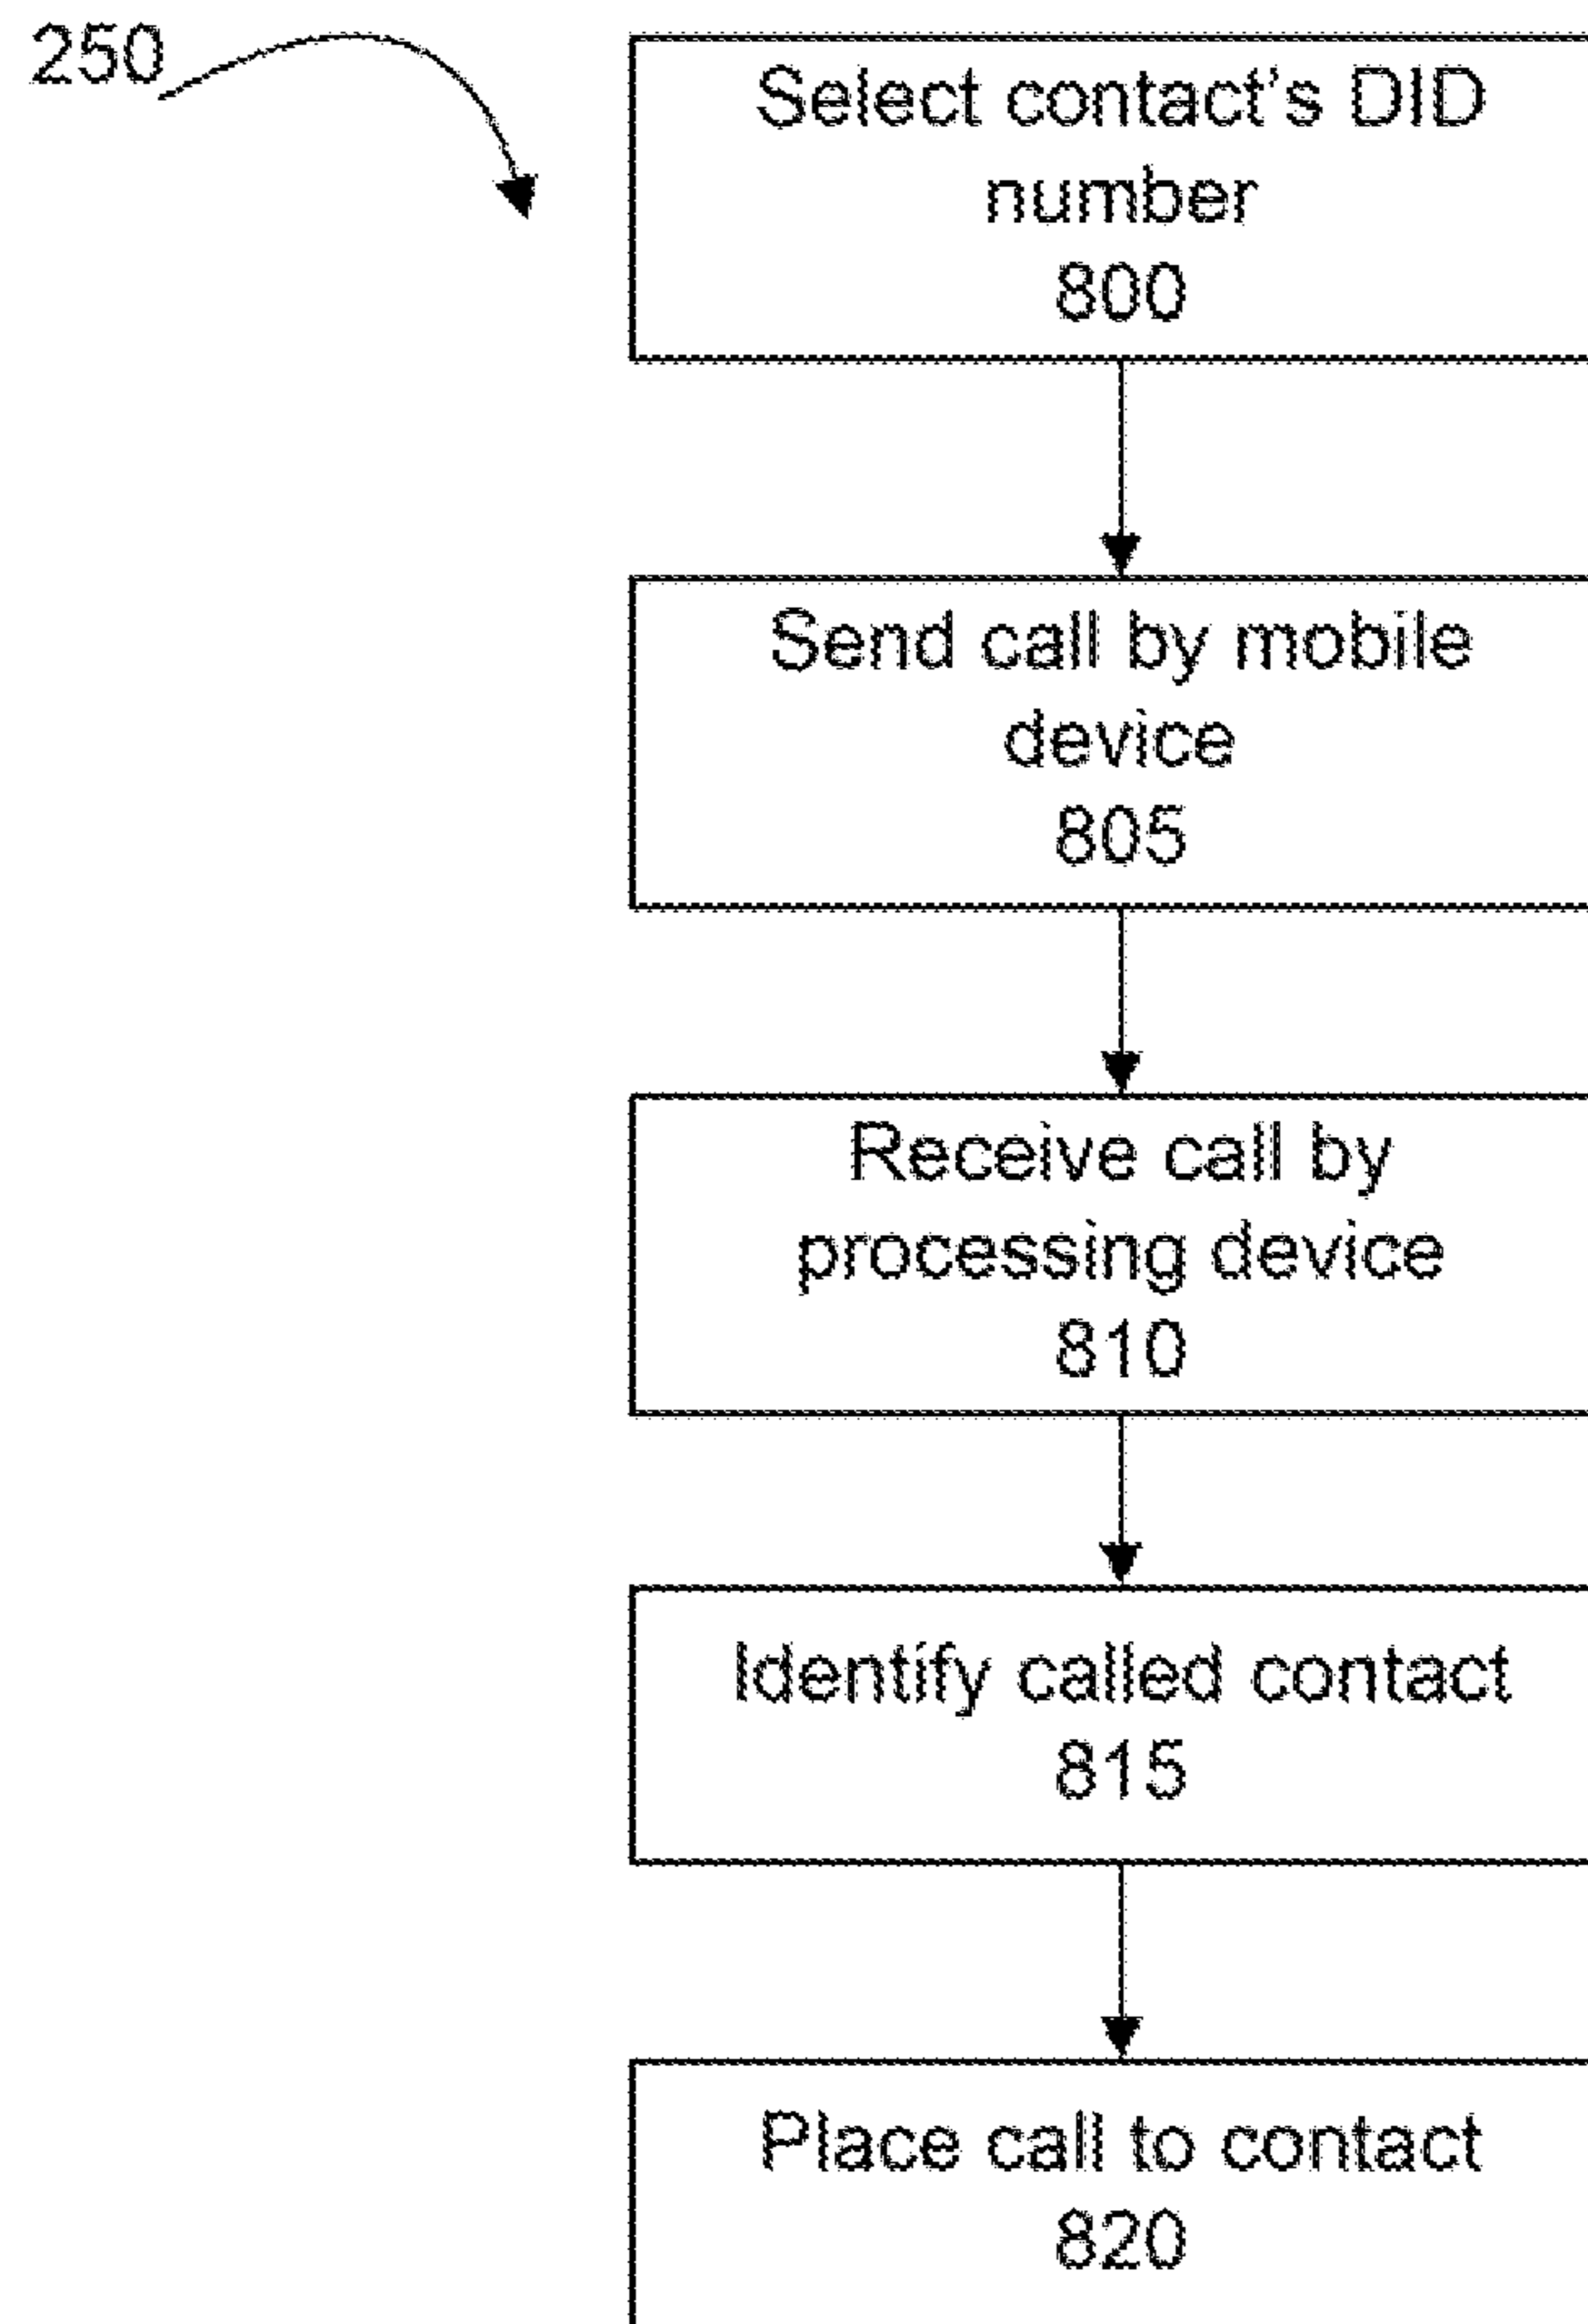 250
Select contact's DID
number
800
Send call by mobile
device
805
Receive call by
processing device
810
Identify called contact
815
Place call to contact
820